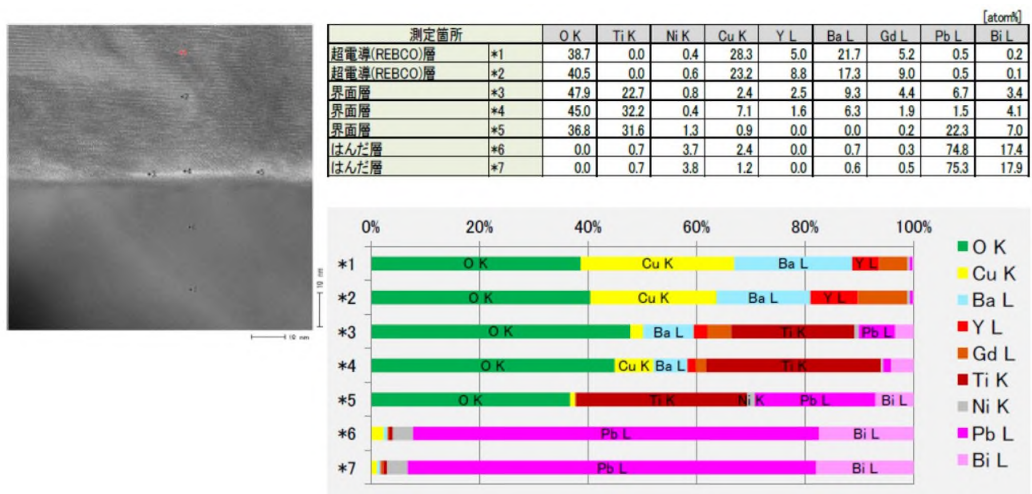 [atom%]
測定箇所 O K Ti K Ni K Cu K Y L Ba L Gd L Pb L Bi L
超電導(REBCO)層 *1 38.7 0.0 0.4 28.3 5.0 21.7 5.2 0.5 0.2
超電導(REBCO)層 *2 40.5 0.0 0.6 23.2 8.8 17.3 9.0 0.5 0.1
界面層 *3 47.9 22.7 0.8 2.4 2.5 9.3 4.4 6.7 3.4
界面層 *4 45.0 32.2 0.4 7.1 1.6 6.3 1.9 1.5 4.1
界面層 *5 36.8 31.6 1.3 0.9 0.0 0.0 0.2 22.3 7.0
はんだ層 *6 0.0 0.7 3.7 2.4 0.0 0.7 0.3 74.8 17.4
はんだ層 *7 0.0 0.7 3.8 1.2 0.0 0.6 0.5 75.3 17.9
*2
*3 *4 *5
10 nm
10 nm
0% 20% 40% 60% 80% 100%
*1 O K Cu K Ba L Y L
*2 O K Cu K Ba L Y L
*3 O K Ba L Ti K Pb L
*4 O K Cu K Ba L Ti K
*5 O K Ti K Ni K Pb L Bi L
*6 Pb L Bi L
*7 Pb L Bi L
O K
Cu K
Ba L
Y L
Gd L
Ti K
Ni K
Pb L
Bi L